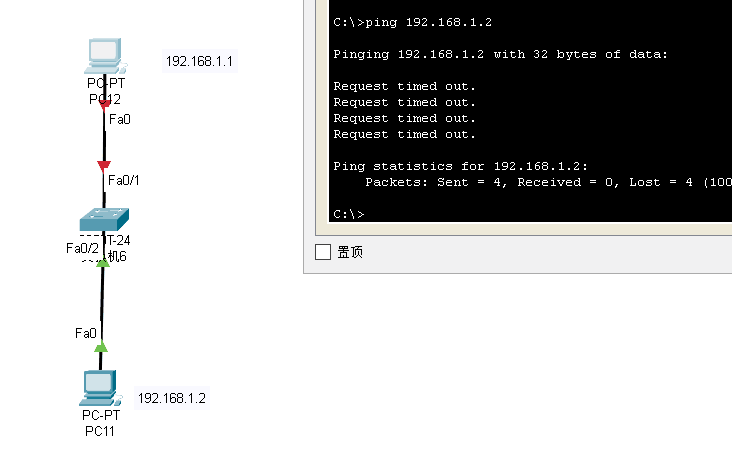 192.168.1.1
PC-PT
PC12
Fa0
Fa0/1
T-24
Fa0/2
机6
Fa0
192.168.1.2
PC-PT
PC11
C:\>ping 192.168.1.2
Pinging 192.168.1.2 with 32 bytes of data:
Request timed out.
Request timed out.
Request timed out.
Request timed out.
Ping statistics for 192.168.1.2:
Packets: Sent = 4, Received = 0, Lost = 4 (100
C:\>
置顶